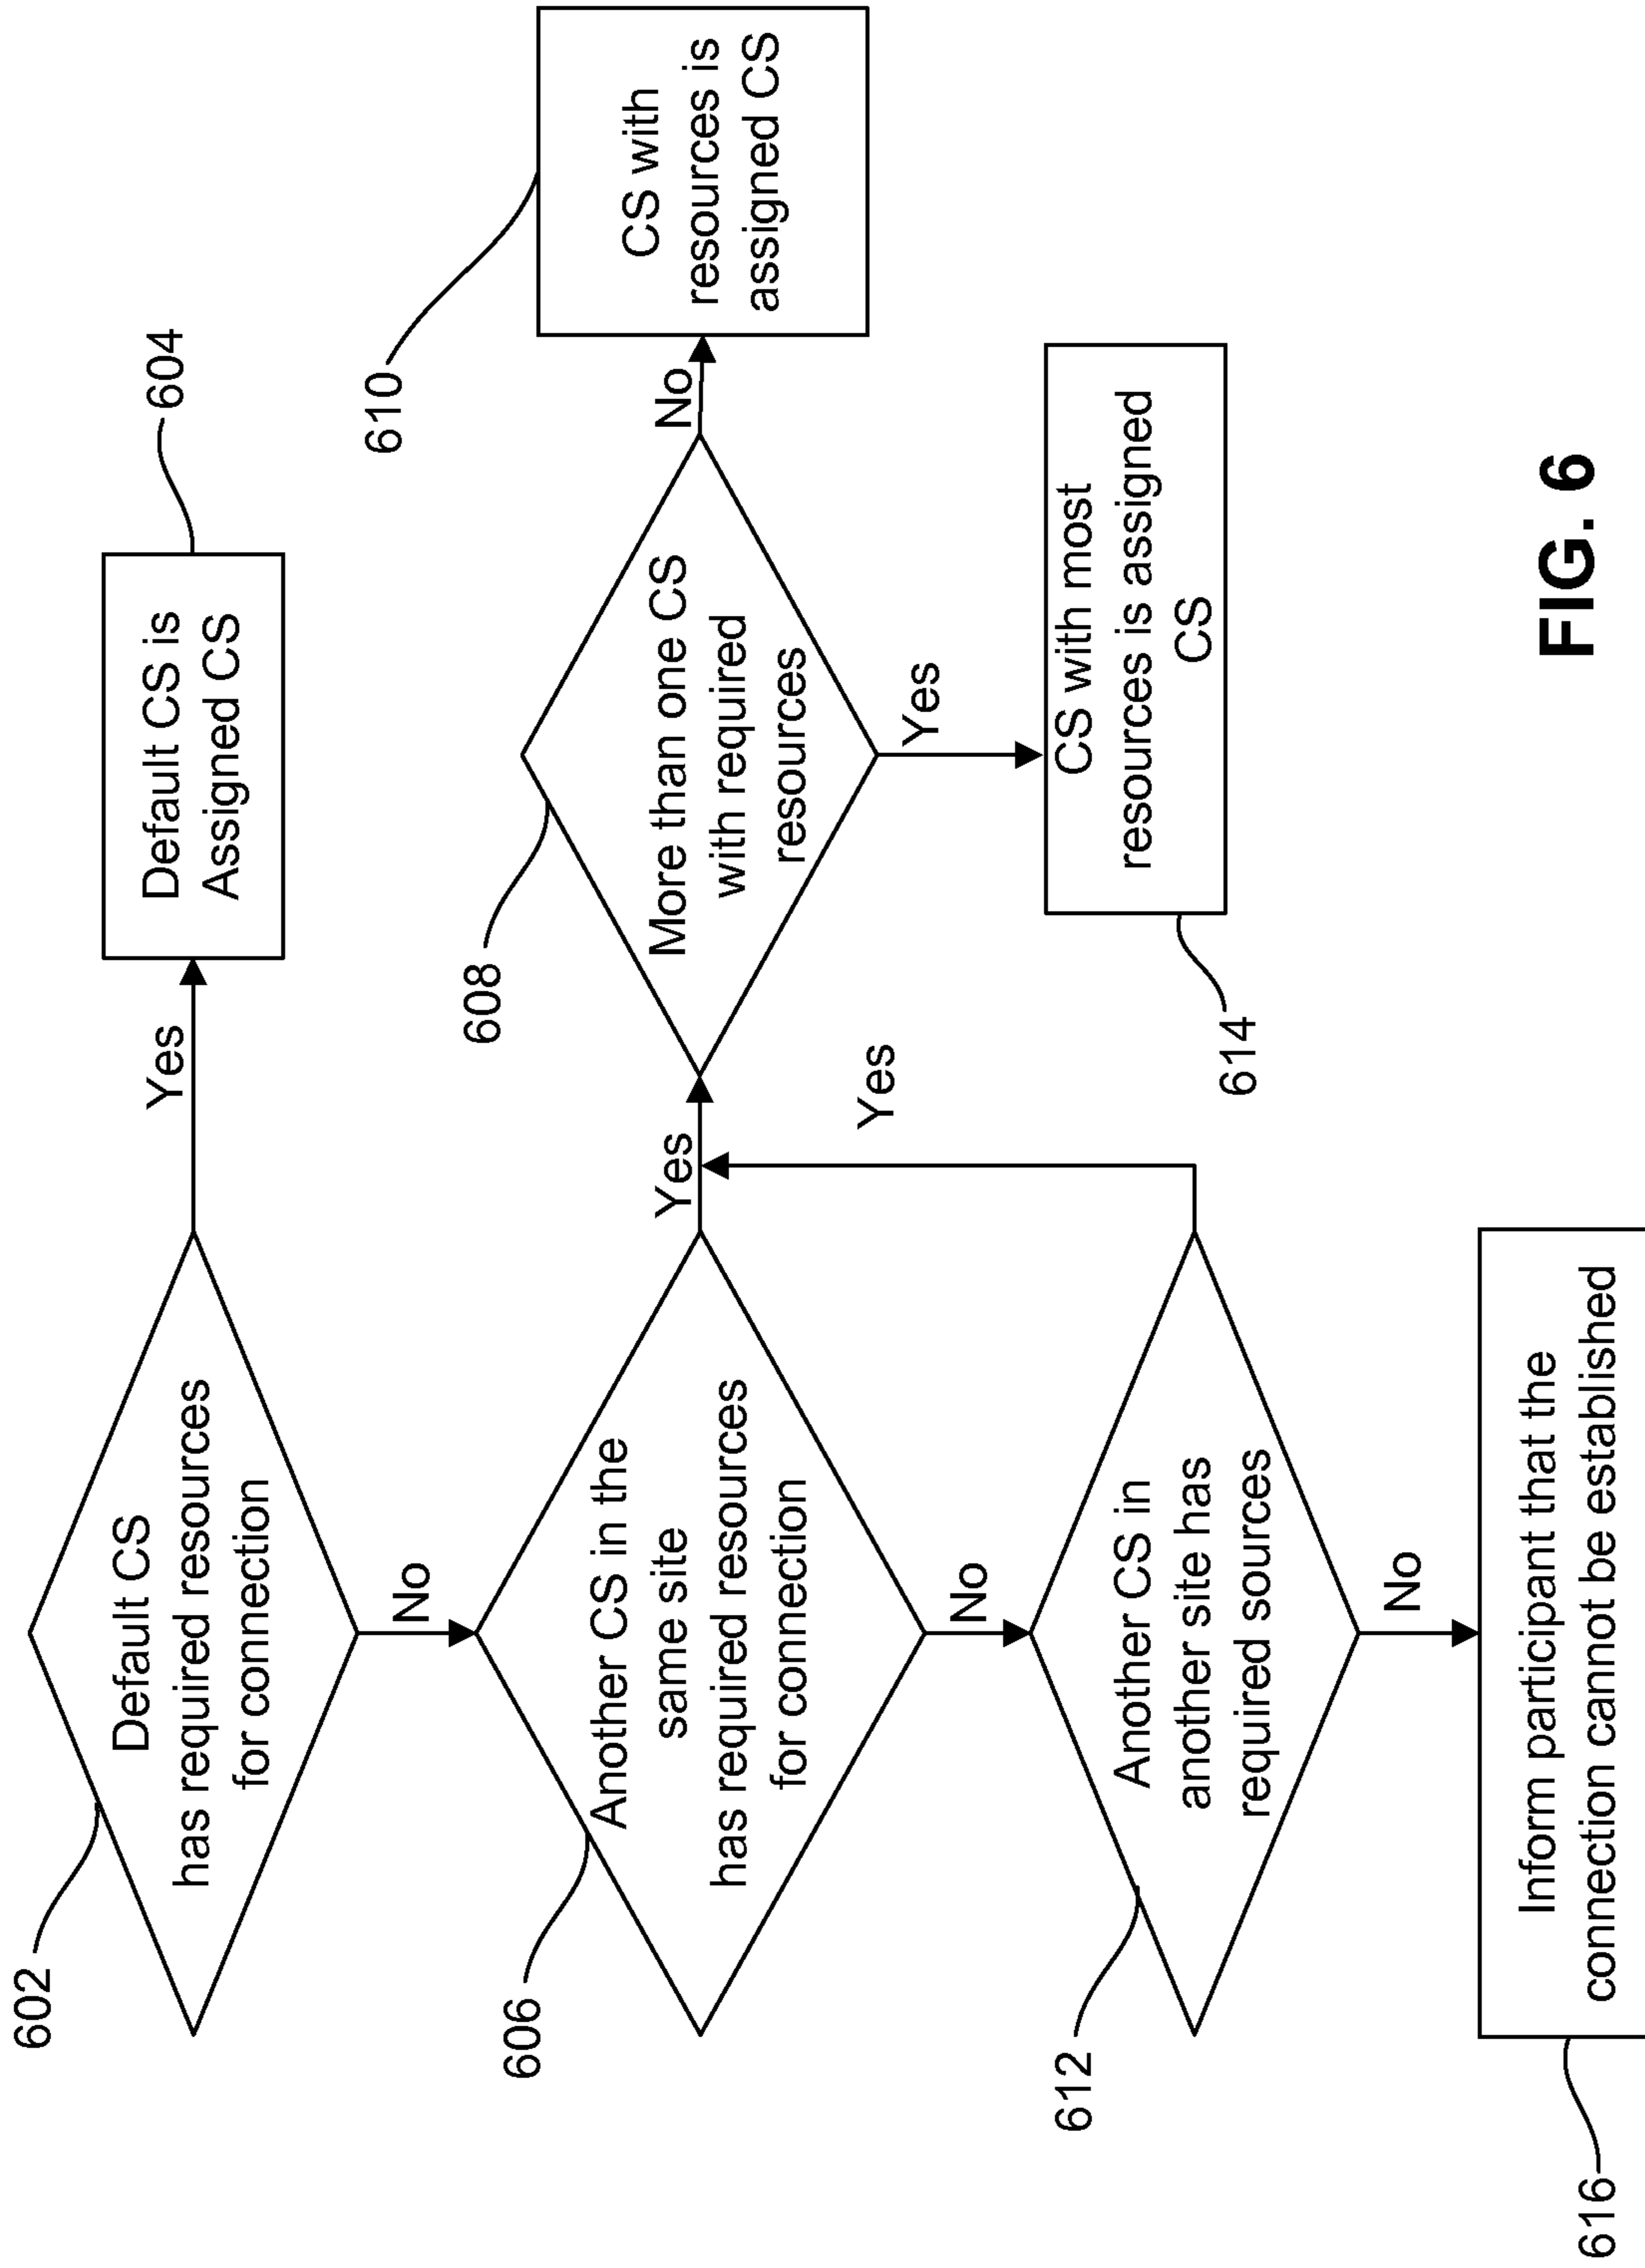 602
Default CS
has required resources
for connection
Yes
Default CS is
Assigned CS
604
No
606
Another CS in the
same site
has required resources
for connection
Yes
608
More than one CS
with required
resources
No
610
CS with
resources is
assigned CS
Yes
CS with most
resources is assigned
CS
614
No
612
Another CS in
another site has
required sources
Yes
No
Inform participant that the
connection cannot be established
616
FIG. 6